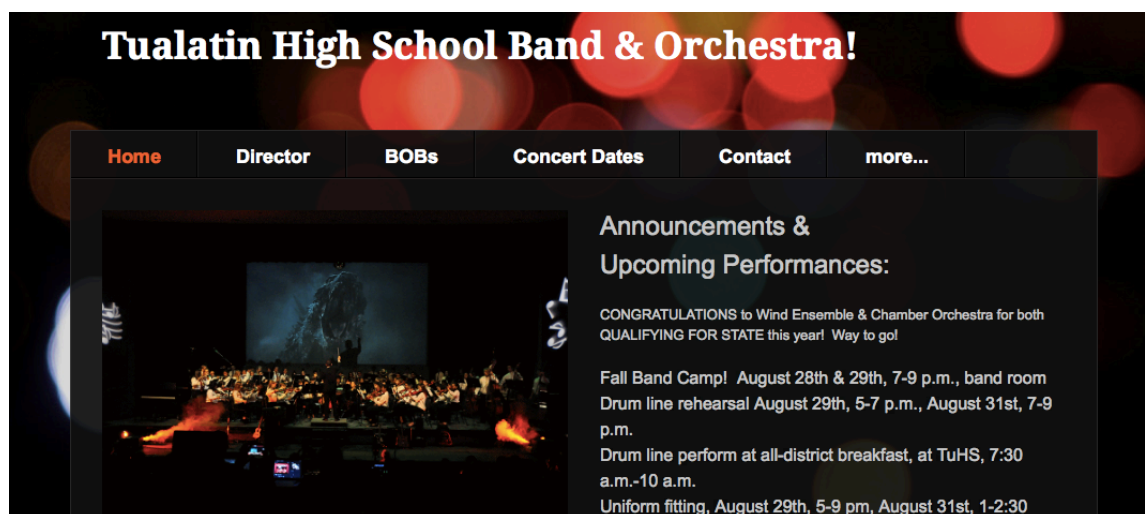 Tualatin High School Band & Orchestra!
Home Director BOBs Concert Dates Contact more...
Announcements &
Upcoming Performances:
CONGRATULATIONS to Wind Ensemble & Chamber Orchestra for both
QUALIFYING FOR STATE this year!  Way to go!
Fall Band Camp!  August 28th & 29th, 7-9 p.m., band room
Drum line rehearsal August 29th, 5-7 p.m., August 31st, 7-9
p.m.
Drum line perform at all-district breakfast, at TuHS, 7:30
a.m.-10 a.m.
Uniform fitting, August 29th, 5-9 pm, August 31st, 1-2:30